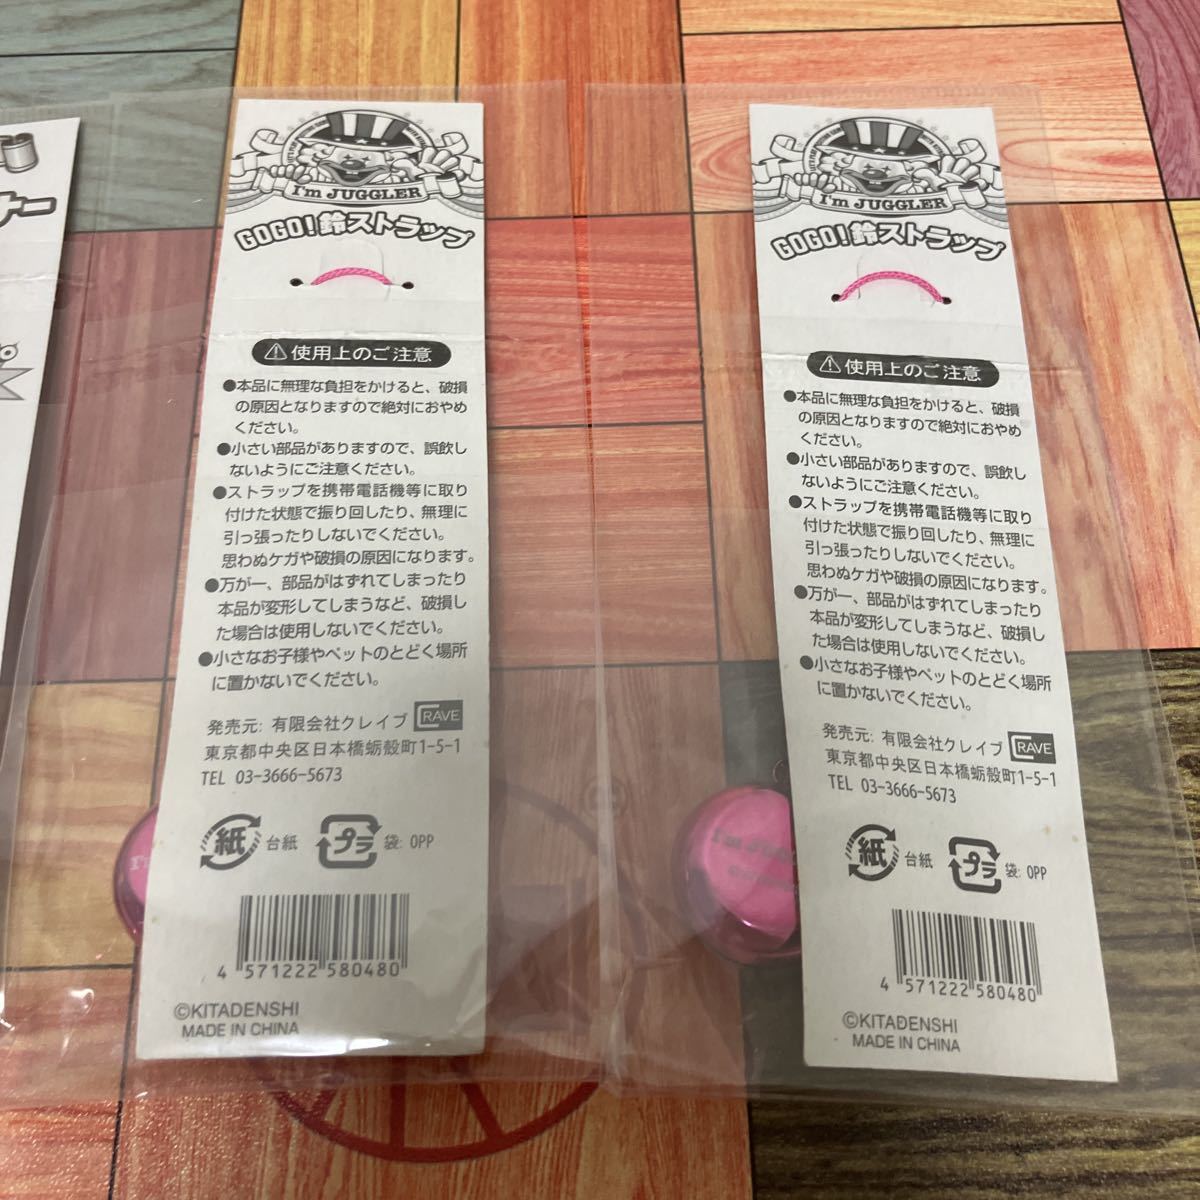 ナー
I'm JUGGLER
GOGO!鈴ストラップ
⚠使用上のご注意
●本品に無理な負担をかけると、破損
の原因となりますので絶対におやめ
ください。
●小さい部品がありますので、誤飲し
ないようにご注意ください。
●ストラップを携帯電話機等に取り
付けた状態で振り回したり、無理に
引っ張ったりしないでください。
思わぬケガや破損の原因になります。
●万が一、部品がはずれてしまったり
本品が変形してしまうなど、破損し
た場合は使用しないでください。
●小さなお子様やペットのとどく場所
に置かないでください。
発売元: 有限会社クレイブ CRAVE
東京都中央区日本橋蛎殻町1-5-1
TEL 03-3666-5673
紙 台紙 プラ 袋: OPP
4 571222 580480
©KITADENSHI
MADE IN CHINA
I'm
I'm JUGGLER
GOGO!鈴ストラップ
⚠使用上のご注意
●本品に無理な負担をかけると、破損
の原因となりますので絶対におやめ
ください。
●小さい部品がありますので、誤飲し
ないようにご注意ください。
●ストラップを携帯電話機等に取り
付けた状態で振り回したり、無理に
引っ張ったりしないでください。
思わぬケガや破損の原因になります。
●万が一、部品がはずれてしまったり
本品が変形してしまうなど、破損し
た場合は使用しないでください。
●小さなお子様やペットのとどく場所
に置かないでください。
発売元: 有限会社クレイブ CRAVE
東京都中央区日本橋蛎殻町1-5-1
TEL 03-3666-5673
紙 台紙 プラ 袋: OPP
4 571222 580480
©KITADENSHI
MADE IN CHINA
I'm JUGG